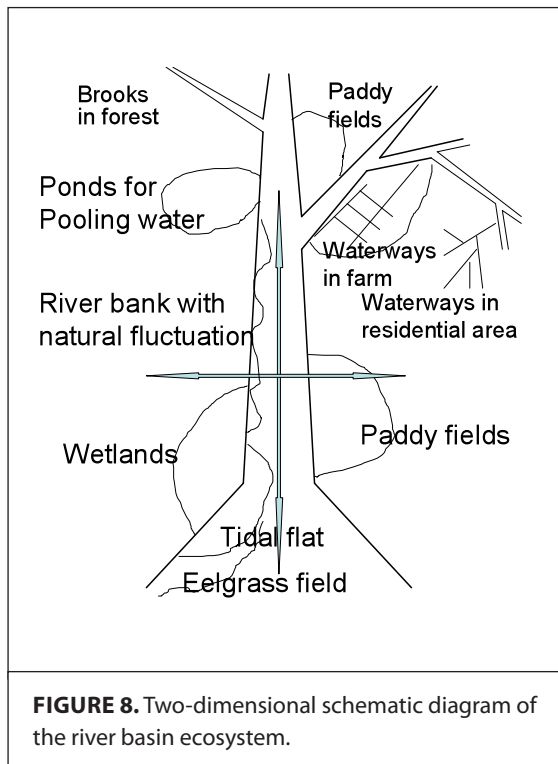 Brooks
in forest
Paddy
fields
Ponds for
Pooling water
Waterways
in farm
River bank with
natural fluctuation
Waterways in
residential area
Wetlands
Paddy fields
Tidal flat
Eelgrass field
FIGURE 8. Two-dimensional schematic diagram of
the river basin ecosystem.